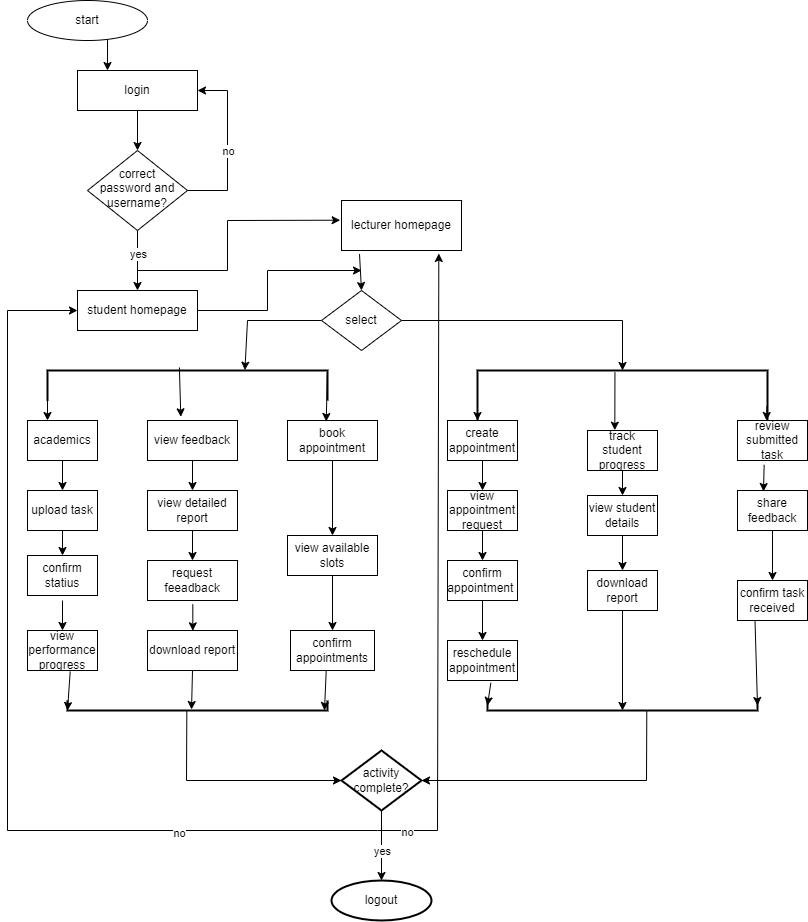 start
login
no
correct
password and
username?
yes
lecturer homepage
student homepage
select
academics
upload task
confirm
statius
view
performance
progress
view feedback
view detailed
report
request
feeadback
download report
book
appointment
view available
slots
confirm
appointments
create
appointment
view
appointment
request
confirm
appointment
reschedule
appointment
track
student
progress
view student
details
download
report
review
submitted
task
share
feedback
confirm task
received
activity
complete?
no
no
yes
logout